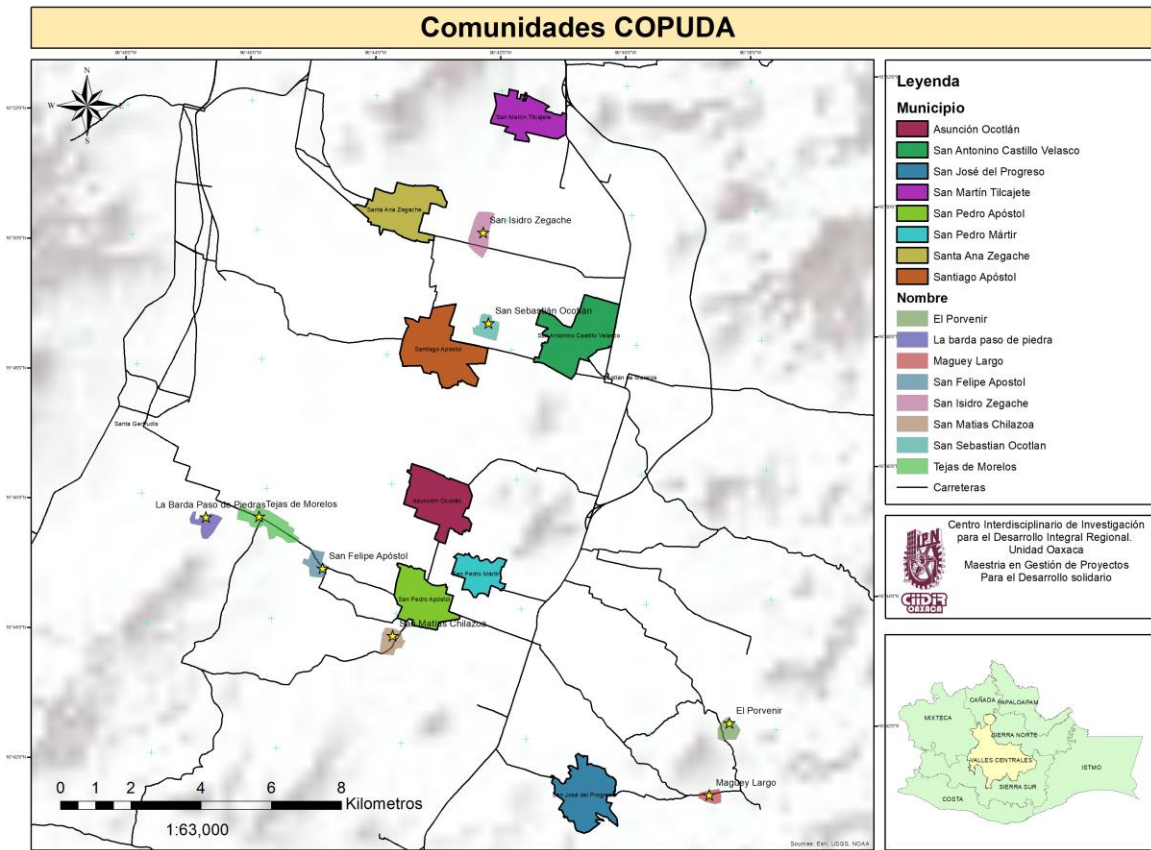 Comunidades COPUDA
N
W
E
S
San Martín Tilcajete
Santa Ana Zegache
San Isidro Zegache
San Sebastián Ocotlán
San Antonino Castillo Velasco
Santiago Apóstol
Ocotlán de Morelos
Santa Gertrudis
Asunción Ocotlán
La Barda Paso de Piedras
Tejas de Morelos
San Felipe Apóstol
San Pedro Mártir
San Pedro Apóstol
San Matías Chilazoa
El Porvenir
Maguey Largo
San José del Progreso
0 1 2 4 6 8
Kilometros
1:63,000
Sources: Esri, USGS, NOAA
Leyenda
Municipio
Asunción Ocotlán
San Antonino Castillo Velasco
San José del Progreso
San Martín Tilcajete
San Pedro Apóstol
San Pedro Mártir
Santa Ana Zegache
Santiago Apóstol
Nombre
El Porvenir
La barda paso de piedra
Maguey Largo
San Felipe Apostol
San Isidro Zegache
San Matias Chilazoa
San Sebastian Ocotlan
Tejas de Morelos
Carreteras
IPN
CIIDIR
OAXACA
Centro Interdisciplinario de Investigación
para el Desarrollo Integral Regional.
Unidad Oaxaca
Maestria en Gestión de Proyectos
Para el Desarrollo solidario
CAÑADA
PAPALOAPAM
MIXTECA
SIERRA NORTE
VALLES CENTRALES
ISTMO
SIERRA SUR
COSTA